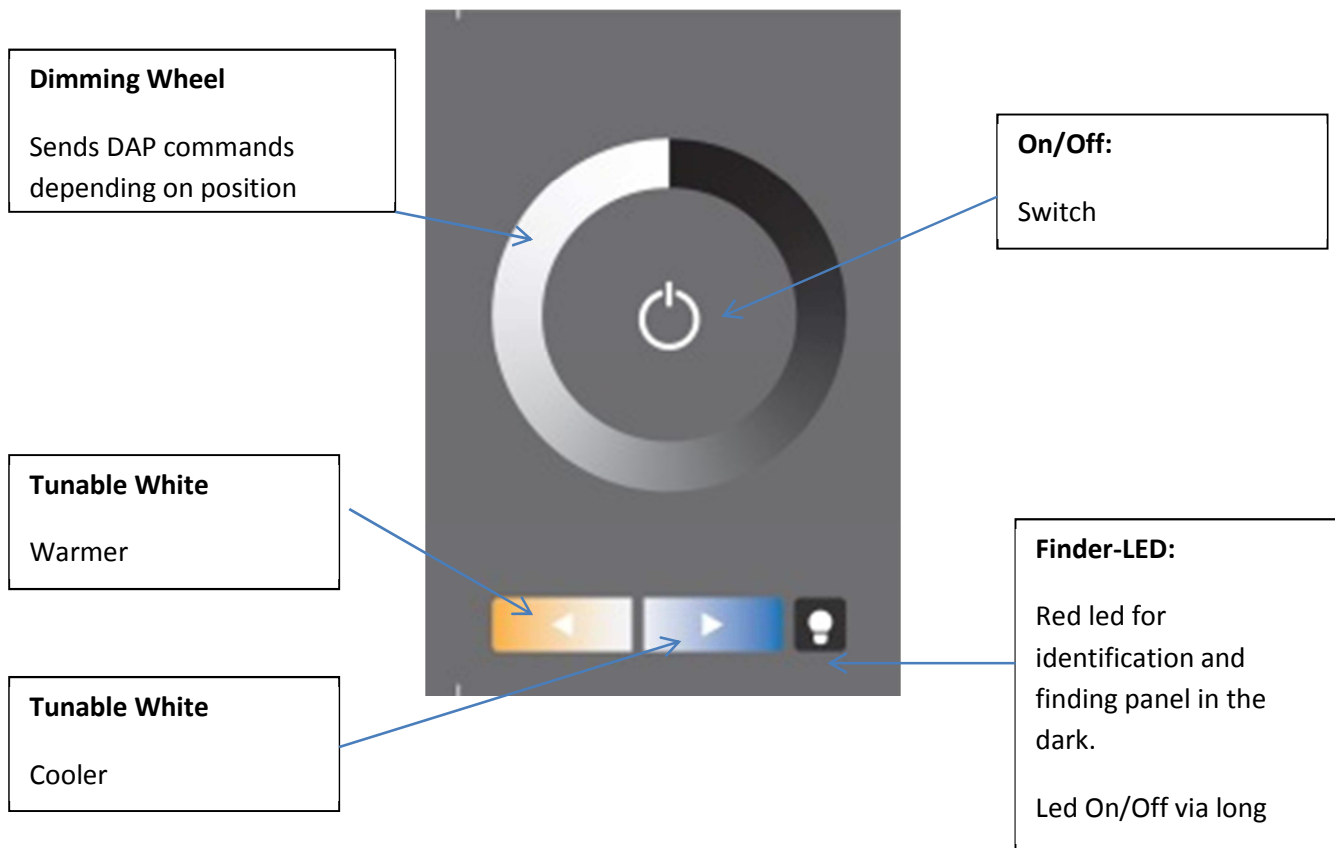 Dimming Wheel
Sends DAP commands
depending on position
On/Off:
Switch
Tunable White
Warmer
Tunable White
Cooler
Finder-LED:
Red led for
identification and
finding panel in the
dark.
Led On/Off via long